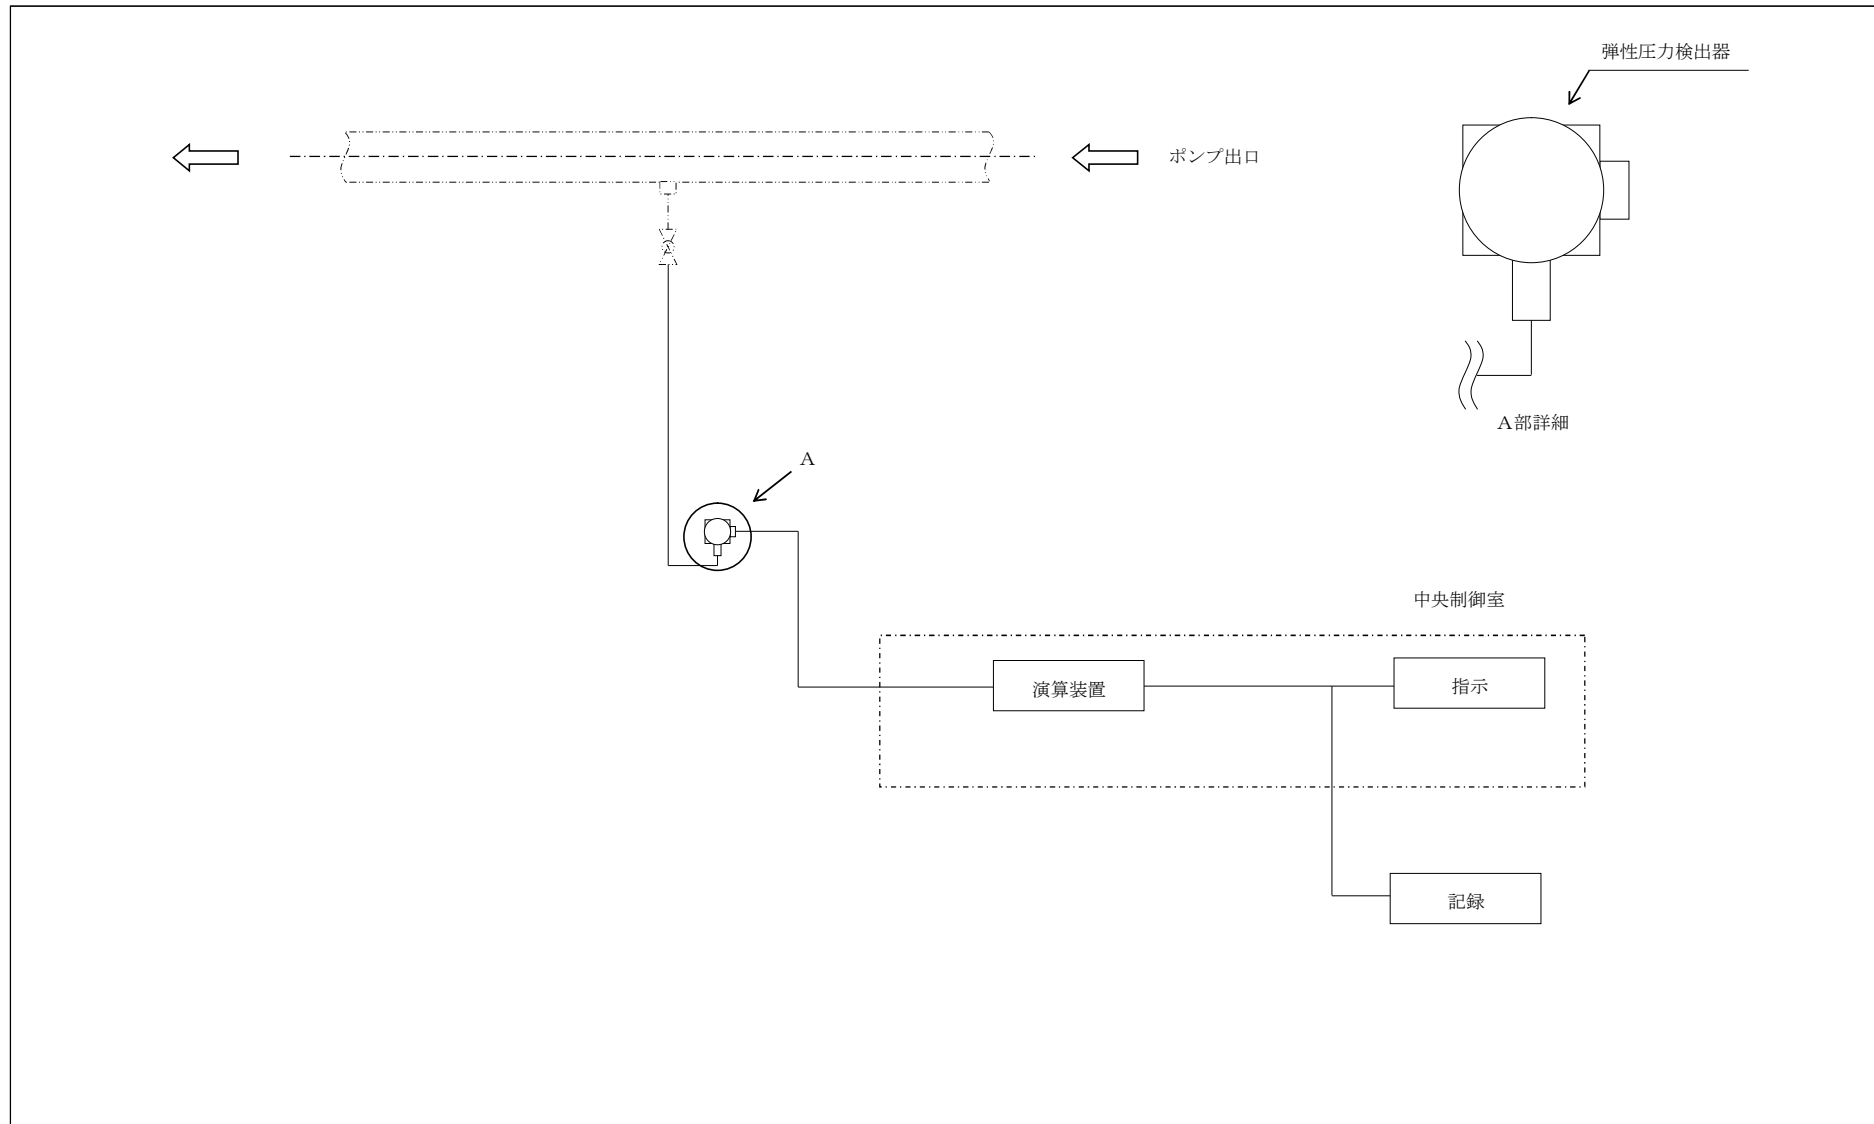 弾性圧力検出器
ポンプ出口
A部詳細
A
中央制御室
演算装置
指示
記録